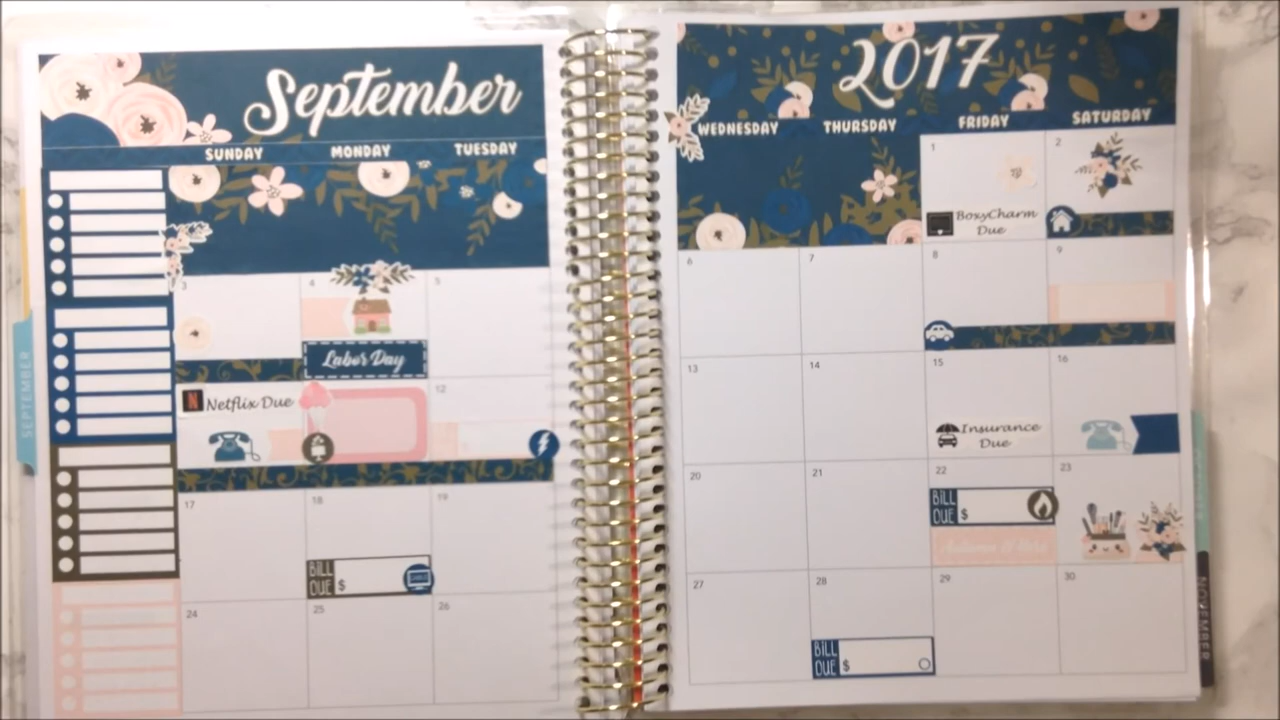 September
2017
SUNDAY MONDAY TUESDAY
WEDNESDAY THURSDAY FRIDAY SATURDAY
1 2
BoxyCharm
Due
3 4 5
6 7 8 9
Labor Day
N Netflix Due
12
13 14 15 16
Insurance
Due
17 18 19
20 21 22 23
BILL
DUE $
BILL
DUE $
24 25 26
27 28 29 30
BILL
DUE $
SEPTEMBER
NOVEMBER